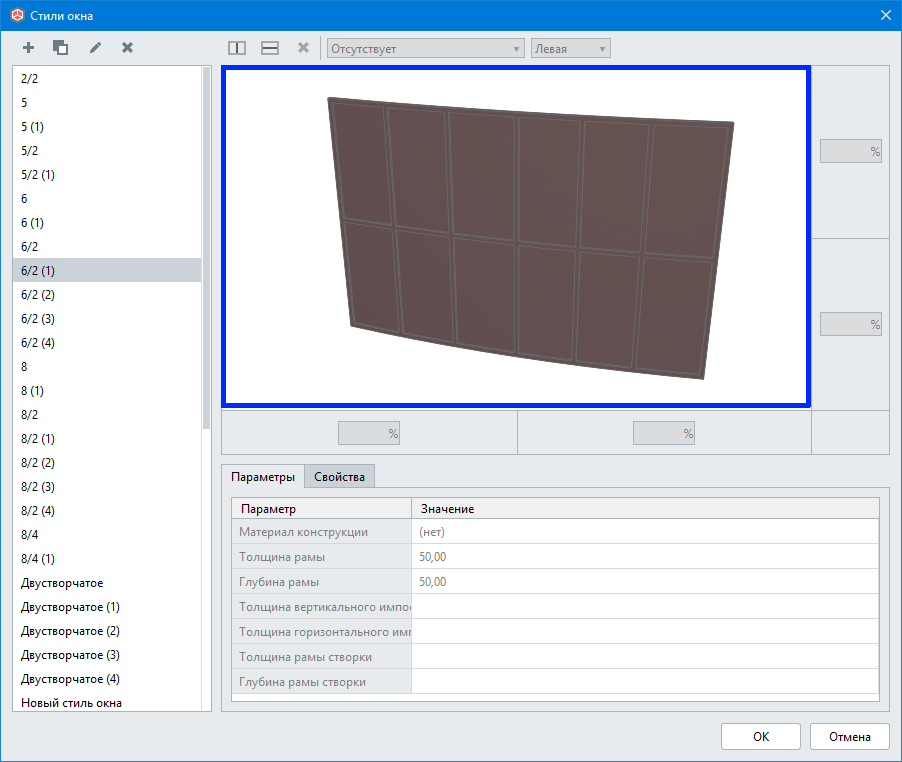 Стили окна
Отсутствует
Левая
2/2
5
5 (1)
5/2
5/2 (1)
6
6 (1)
6/2
6/2 (1)
6/2 (2)
6/2 (3)
6/2 (4)
8
8 (1)
8/2
8/2 (1)
8/2 (2)
8/2 (3)
8/2 (4)
8/4
8/4 (1)
Двустворчатое
Двустворчатое (1)
Двустворчатое (2)
Двустворчатое (3)
Двустворчатое (4)
Новый стиль окна
%
%
% %
Параметры Свойства
Параметр Значение
Материал конструкции (нет)
Толщина рамы 50,00
Глубина рамы 50,00
Толщина вертикального импо
Толщина горизонтального имп
Толщина рамы створки
Глубина рамы створки
ОК Отмена